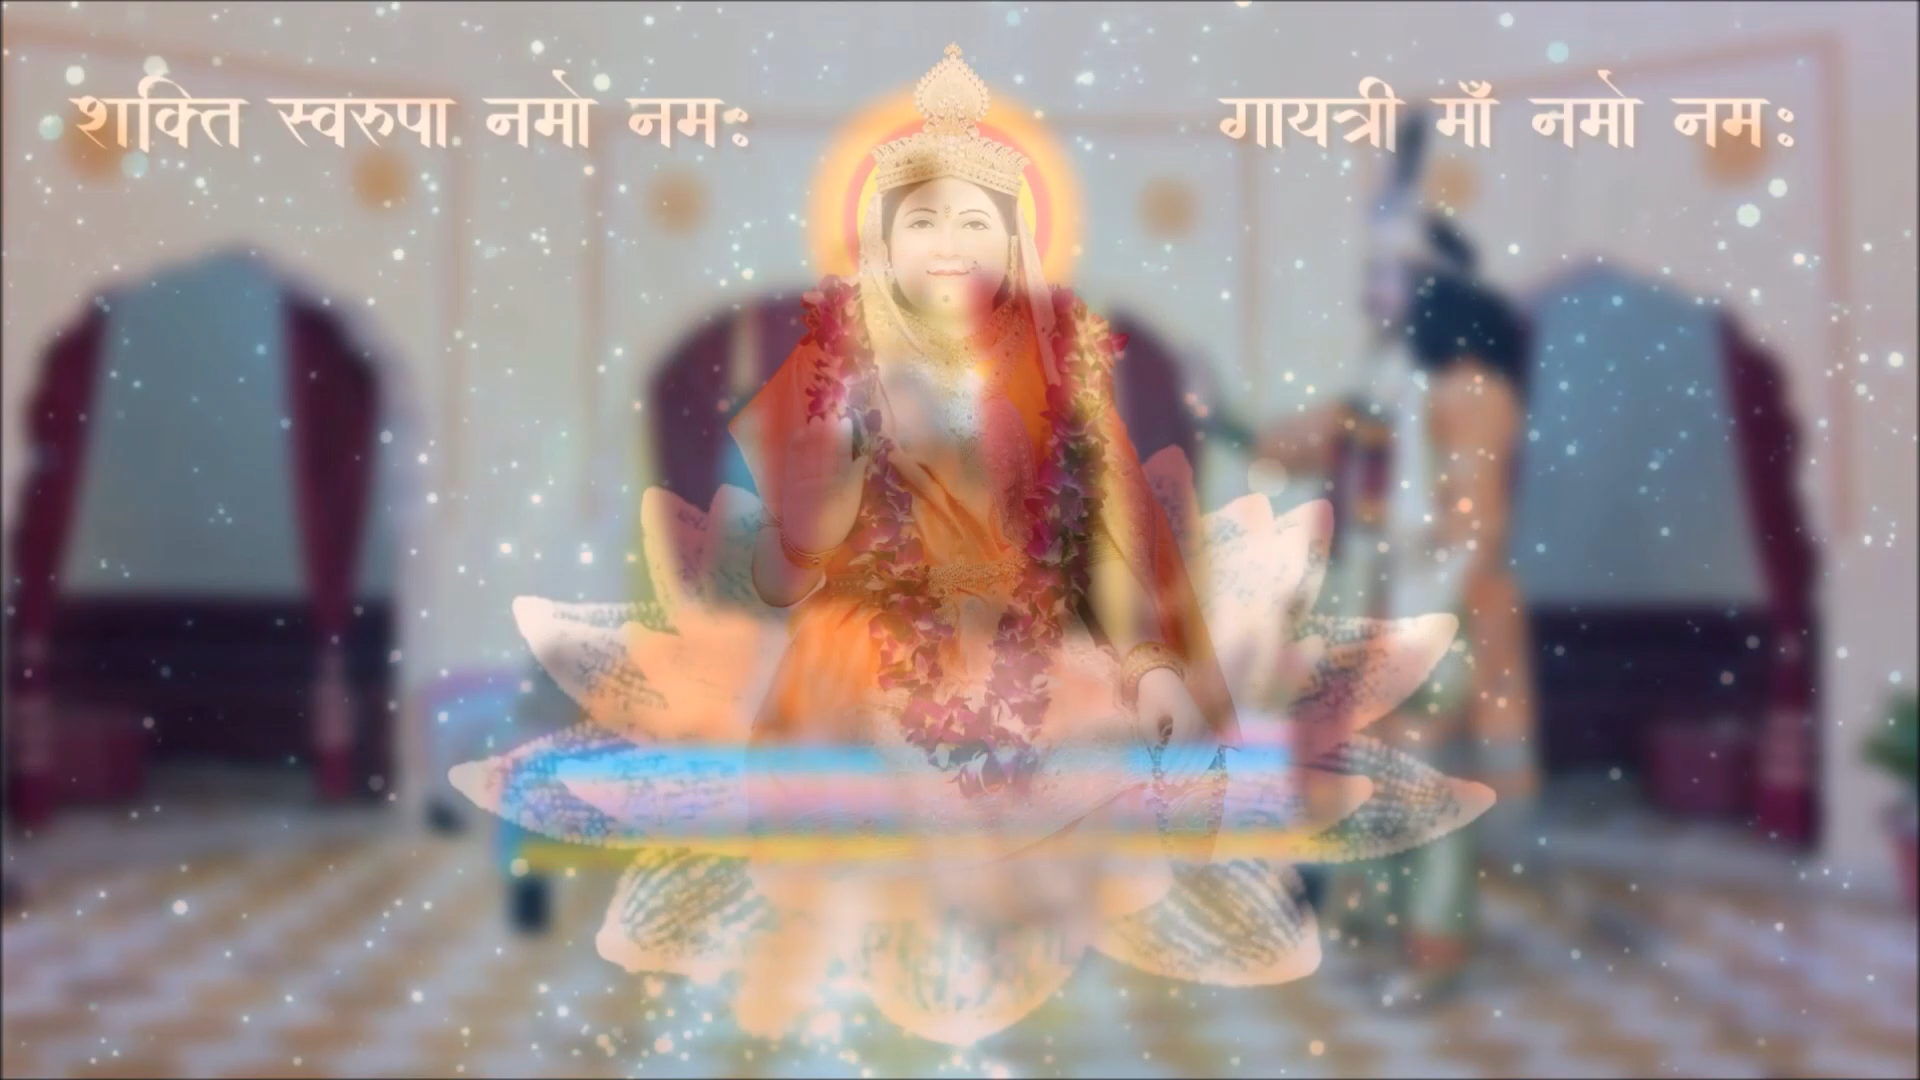 शक्ति स्वरुपा नमो नमः
गायत्री माँ नमो नमः